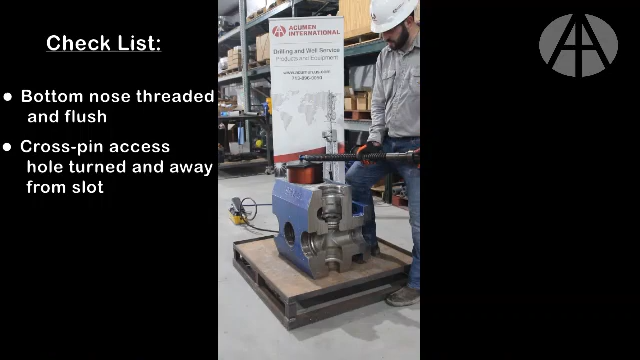 Check List:
● Bottom nose threaded
and flush
● Cross-pin access
hole turned and away
from slot
ACUMEN
INTERNATIONAL
Drilling and Well Service
Products and Equipment